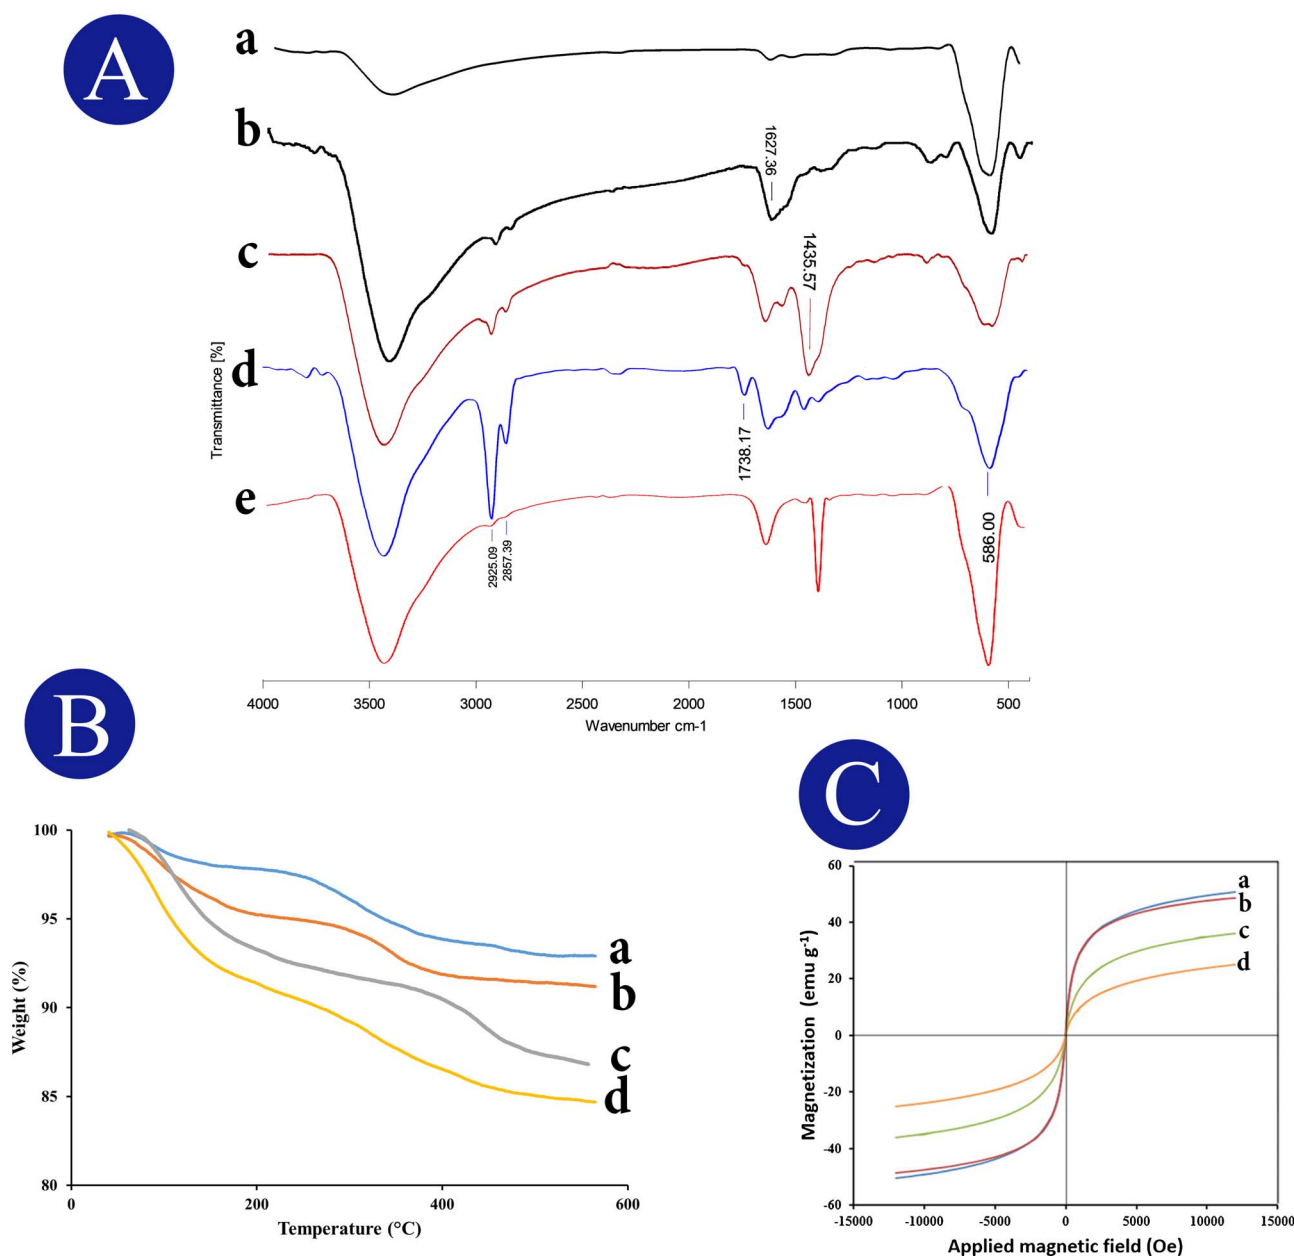 A
a
b
1627.36
c
1435.57
d
1738.17
e
2925.09
2857.39
586.00
Transmittance [%]
4000 3500 3000 2500 2000 1500 1000 500
Wavenumber cm-1
B
100
95
90
85
80
a
b
c
d
0 200 400 600
Weight (%)
Temperature (°C)
C
60
40
20
0
-20
-40
-60
a
b
c
d
-15000 -10000 -5000 0 5000 10000 15000
Magnetization (emu g-1)
Applied magnetic field (Oe)